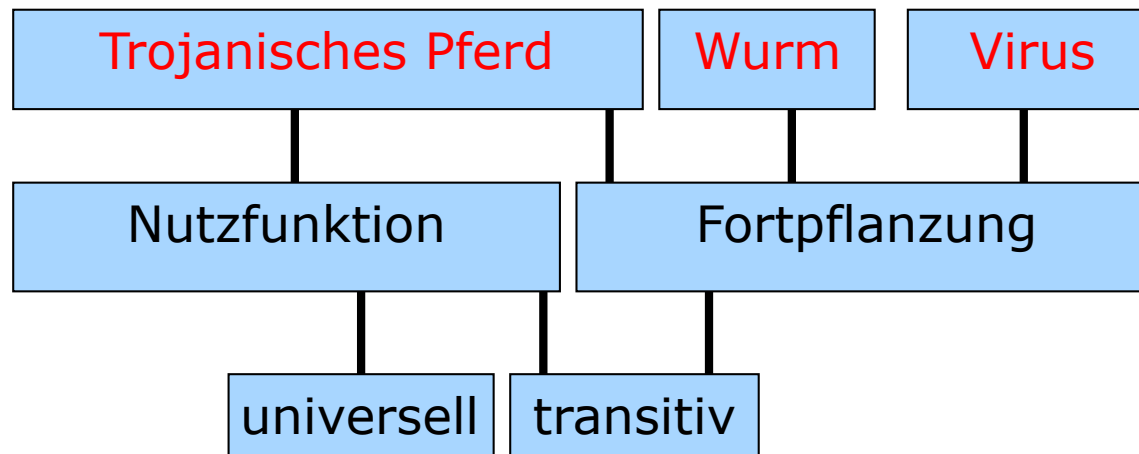 Trojanisches Pferd
Wurm
Virus
Nutzfunktion
Fortpflanzung
universell
transitiv